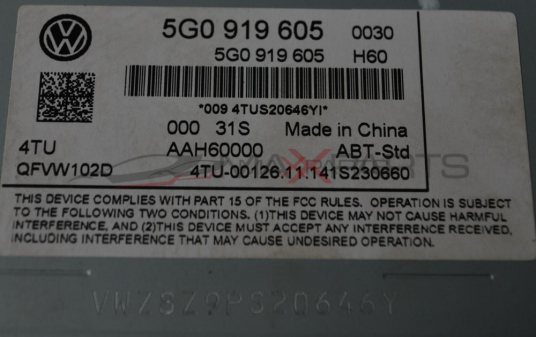 5G0 919 605 0030
5G0 919 605 H60
*009 4TUS20646YI*
000 31S Made in China
4TU AAH60000 ABT-Std
QFVW102D 4TU-00126.11.141S230660
THIS DEVICE COMPLIES WITH PART 15 OF THE FCC RULES. OPERATION IS SUBJECT
TO THE FOLLOWING TWO CONDITIONS. (1)THIS DEVICE MAY NOT CAUSE HARMFUL
INTERFERENCE, AND (2)THIS DEVICE MUST ACCEPT ANY INTERFERENCE RECEIVED,
INCLUDING INTERFERENCE THAT MAY CAUSE UNDESIRED OPERATION.
VWZ8Z9PS20646Y